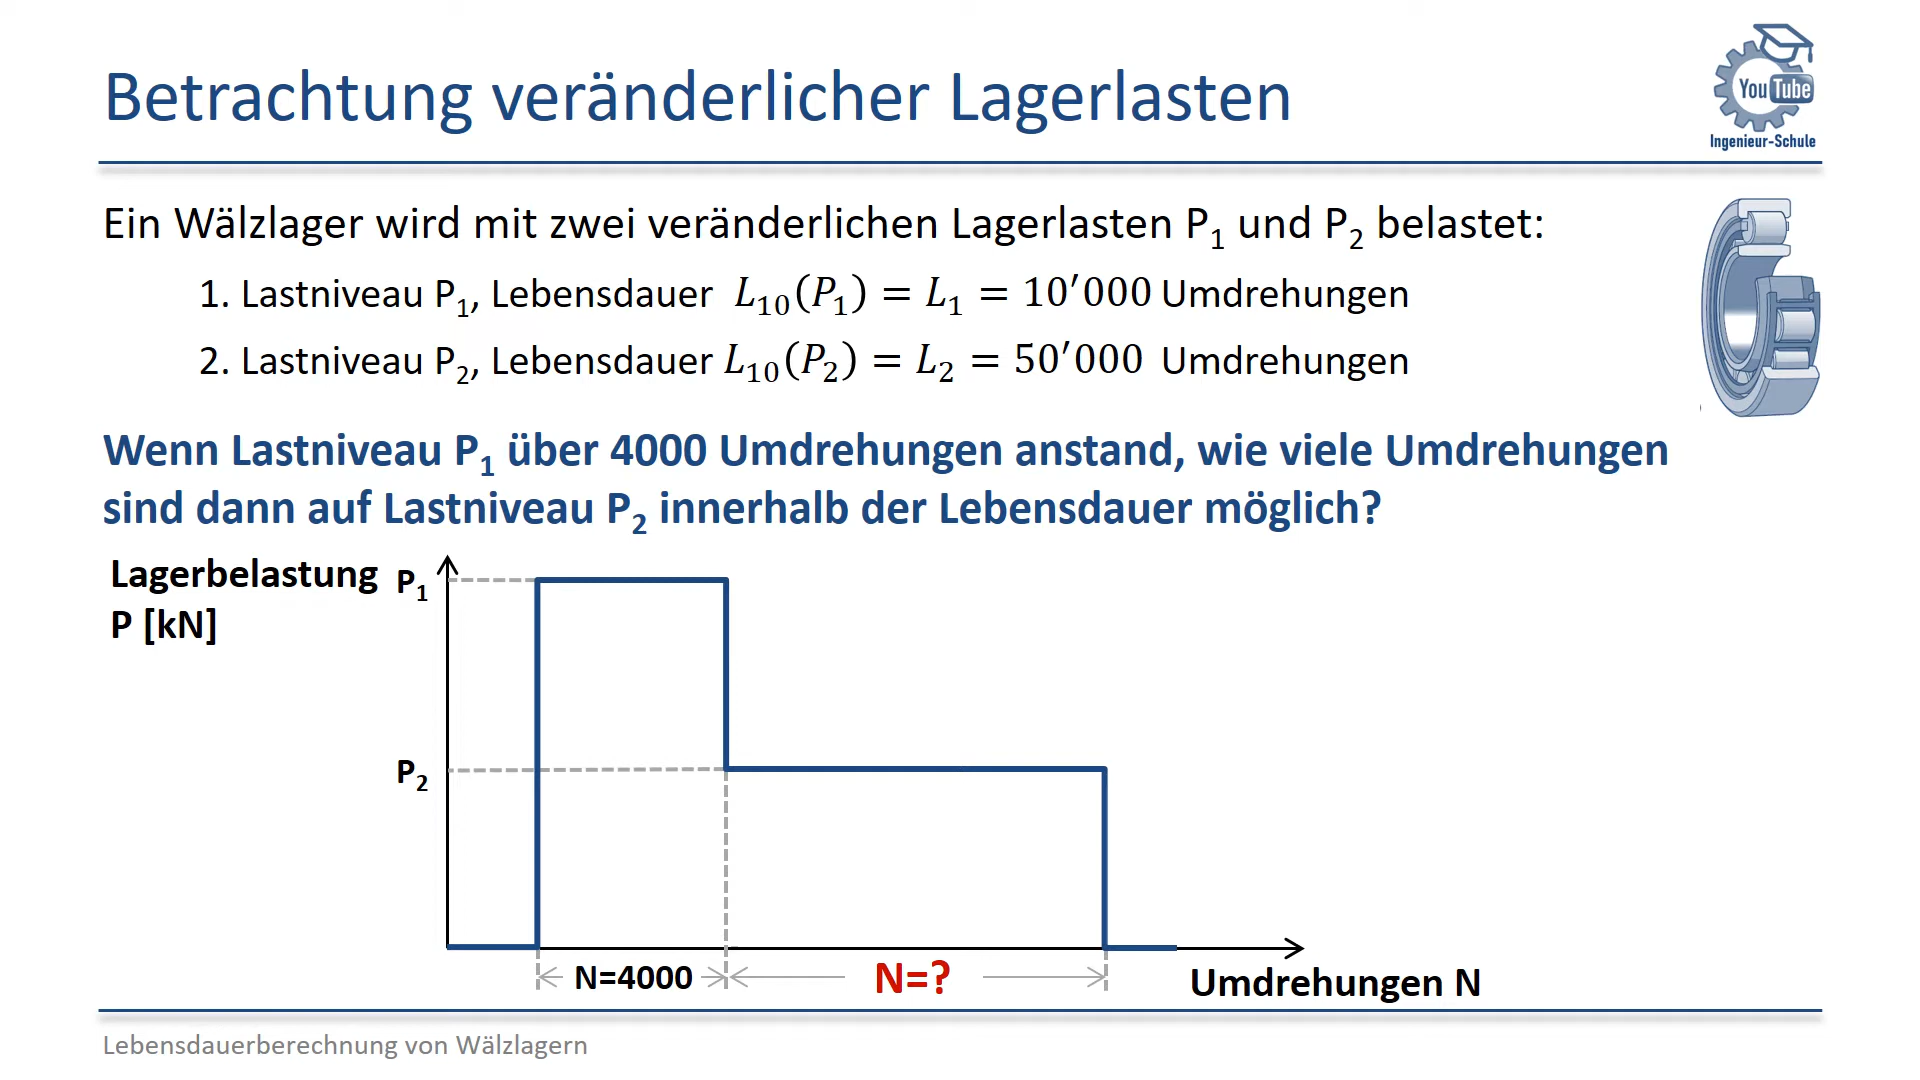 Betrachtung veränderlicher Lagerlasten
You Tube
Ingenieur-Schule
Ein Wälzlager wird mit zwei veränderlichen Lagerlasten P₁ und P₂ belastet:
1. Lastniveau P₁, Lebensdauer L₁₀(P₁) = L₁ = 10′000 Umdrehungen
2. Lastniveau P₂, Lebensdauer L₁₀(P₂) = L₂ = 50′000 Umdrehungen
Wenn Lastniveau P₁ über 4000 Umdrehungen anstand, wie viele Umdrehungen
sind dann auf Lastniveau P₂ innerhalb der Lebensdauer möglich?
Lagerbelastung
P [kN]
P₁
P₂
N=4000
N=?
Umdrehungen N
Lebensdauerberechnung von Wälzlagern